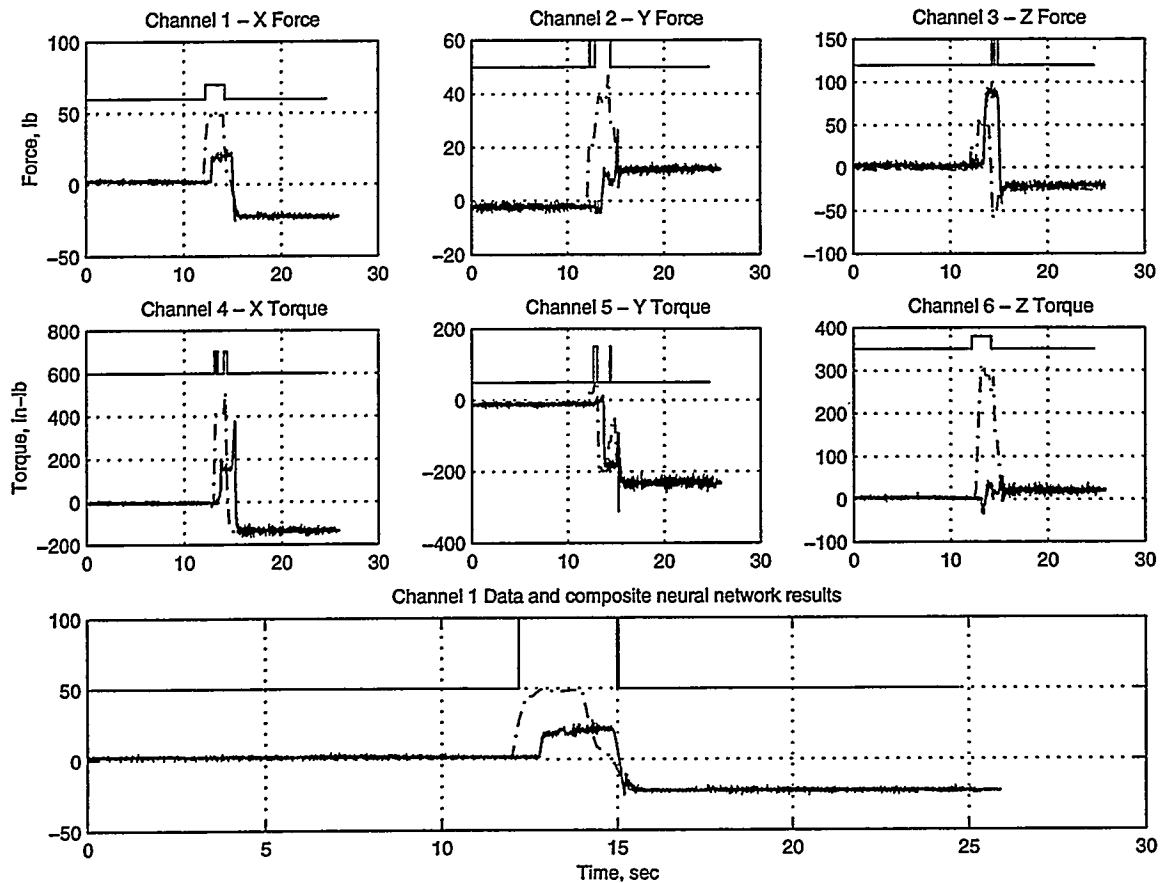 Channel 1 – X Force
Channel 2 – Y Force
Channel 3 – Z Force
Force, lb
100
50
0
–50
0 10 20 30
60
40
20
0
–20
0 10 20 30
150
100
50
0
–50
–100
0 10 20 30
Channel 4 – X Torque
Channel 5 – Y Torque
Channel 6 – Z Torque
Torque, in–lb
800
600
400
200
0
–200
0 10 20 30
200
0
–200
–400
0 10 20 30
400
300
200
100
0
–100
0 10 20 30
Channel 1 Data and composite neural network results
100
50
0
–50
0 5 10 15 20 25 30
Time, sec